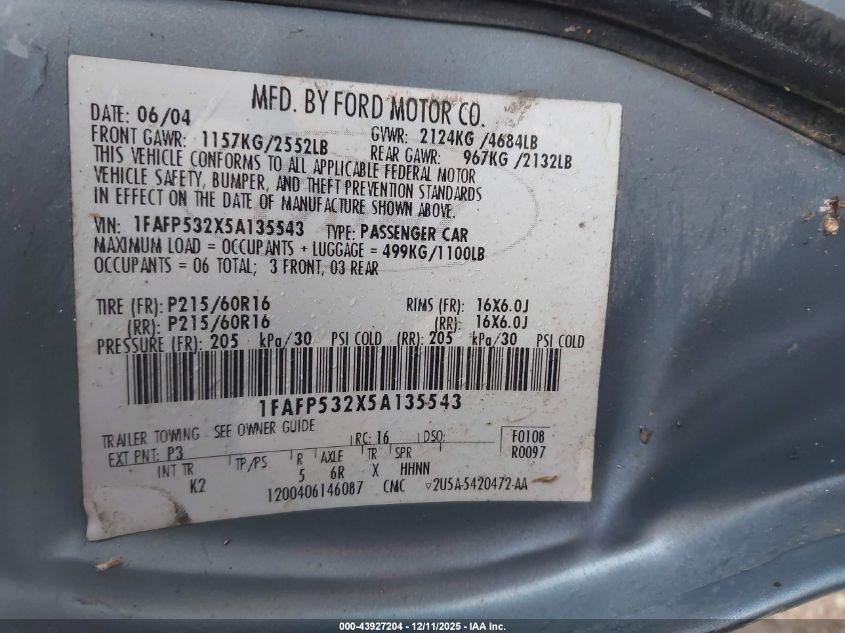 MFD. BY FORD MOTOR CO.
DATE: 06/04
FRONT GAWR: 1157KG/2552LB GVWR: 2124KG /4684LB
REAR GAWR: 967KG /2132LB
THIS VEHICLE CONFORMS TO ALL APPLICABLE FEDERAL MOTOR
VEHICLE SAFETY, BUMPER, AND THEFT PREVENTION STANDARDS
IN EFFECT ON THE DATE OF MANUFACTURE SHOWN ABOVE.
VIN: 1FAFP532X5A135543 TYPE: PASSENGER CAR
MAXIMUM LOAD = OCCUPANTS + LUGGAGE = 499KG/1100LB
OCCUPANTS = 06 TOTAL; 3 FRONT, 03 REAR
TIRE (FR): P215/60R16 RIMS (FR): 16X6.0J
(RR): P215/60R16 (RR): 16X6.0J
PRESSURE (FR): 205 kPa/30 PSI COLD (RR): 205 kPa/30 PSI COLD
1FAFP532X5A135543
TRAILER TOWING - SEE OWNER GUIDE
EXT PNT: P3 RC: 16 DSO: F0108
R0097
INT TR TP/PS R AXLE TR SPR
K2 5 6R X HHNN
1200406146087 CMC ▽2U5A-5420472-AA
000-43927204 - 12/11/2025 - IAA Inc.